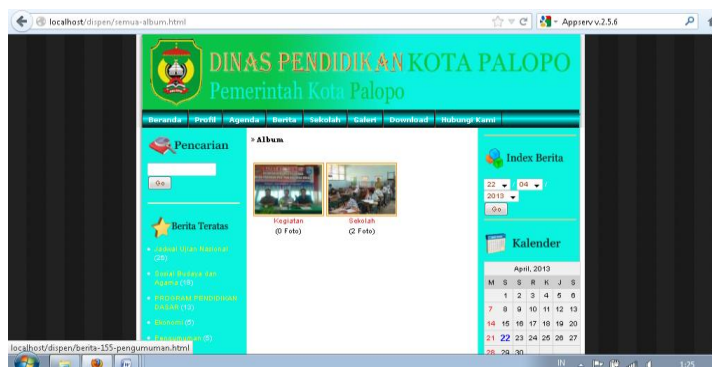 localhost/dispen/semua-album.html
Appserv v.2.5.6
DINAS PENDIDIKAN KOTA PALOPO
Pemerintah Kota Palopo
Beranda Profil Agenda Berita Sekolah Galeri Download Hubungi Kami
Pencarian
Go
Berita Teratas
Jadwal Ujian Nasional
(26)
Sosial Budaya dan
Agama (16)
PROGRAM PENDIDIKAN
DASAR (13)
Ekonomi (5)
Pengumuman (5)
» Album
Kegiatan
(0 Foto)
Sekolah
(2 Foto)
Index Berita
22 / 04 /
2013
Go
Kalender
April, 2013
M S S R K J S
1 2 3 4 5 6
7 8 9 10 11 12 13
14 15 16 17 18 19 20
21 22 23 24 25 26 27
28 29 30
localhost/dispen/berita-155-pengumuman.html
IN
1:25